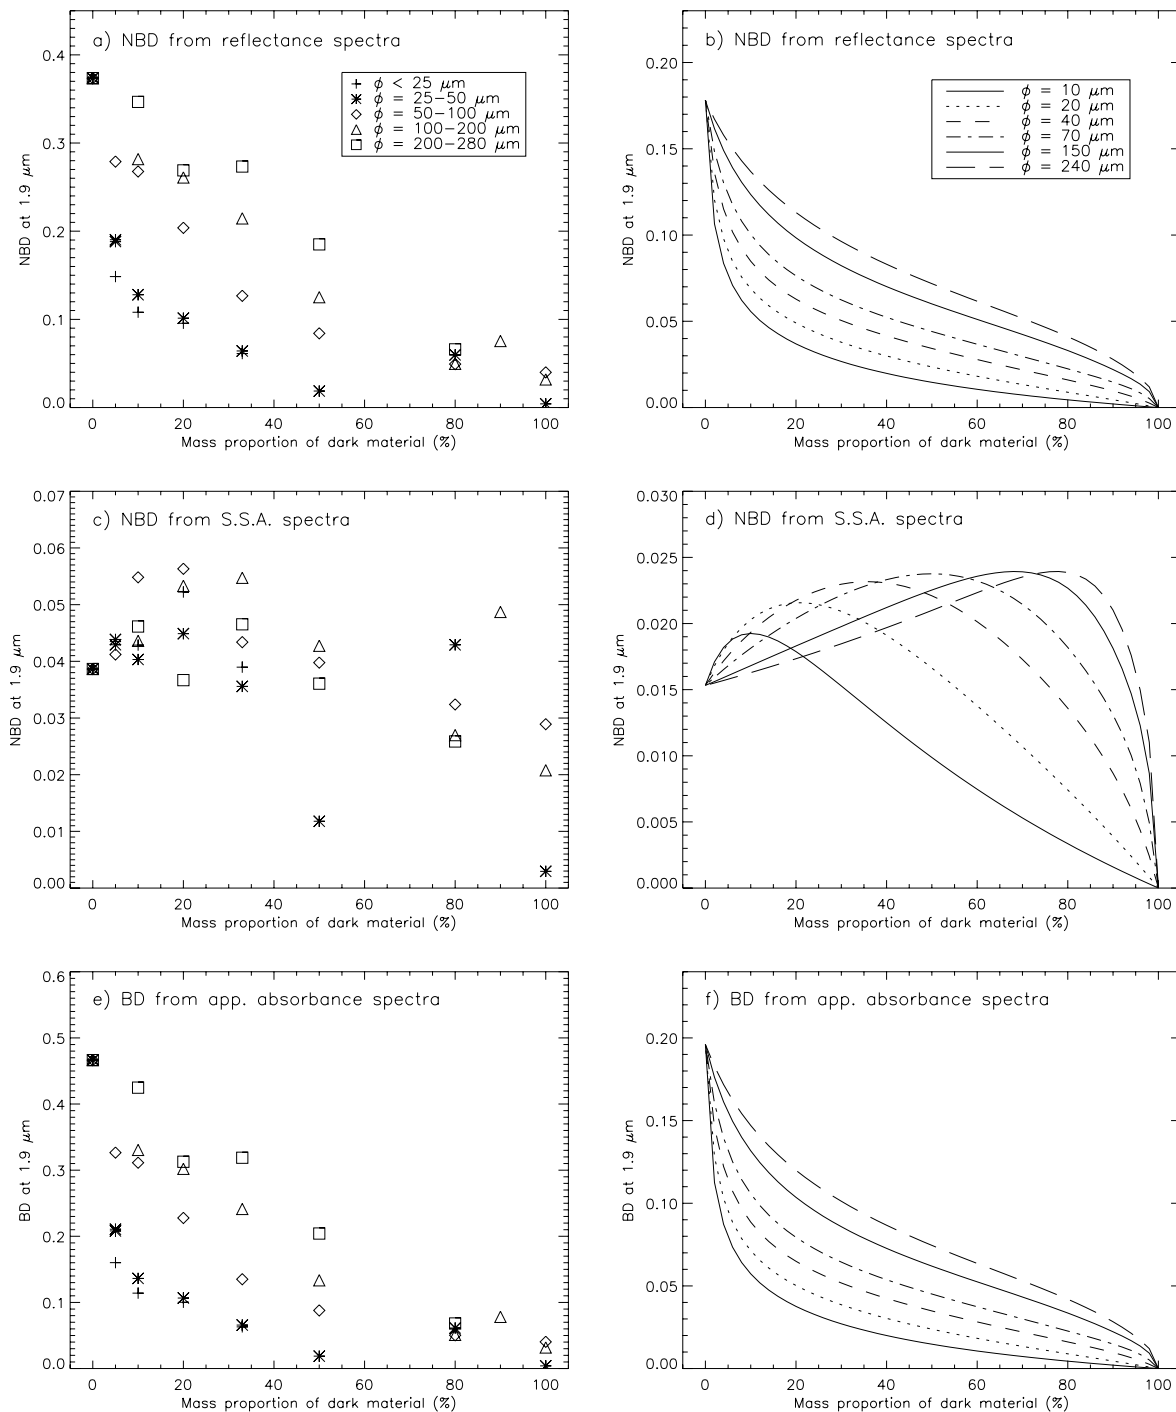 a) NBD from reflectance spectra
NBD at 1.9 μm
0.4
0.3
0.2
0.1
0.0
+ ϕ < 25 μm
ϕ = 25−50 μm
ϕ = 50−100 μm
ϕ = 100−200 μm
ϕ = 200−280 μm
0 20 40 60 80 100
Mass proportion of dark material (%)
b) NBD from reflectance spectra
NBD at 1.9 μm
0.20
0.15
0.10
0.05
0.00
ϕ = 10 μm
ϕ = 20 μm
ϕ = 40 μm
ϕ = 70 μm
ϕ = 150 μm
ϕ = 240 μm
0 20 40 60 80 100
Mass proportion of dark material (%)
c) NBD from S.S.A. spectra
NBD at 1.9 μm
0.07
0.06
0.05
0.04
0.03
0.02
0.01
0.00
0 20 40 60 80 100
Mass proportion of dark material (%)
d) NBD from S.S.A. spectra
NBD at 1.9 μm
0.030
0.025
0.020
0.015
0.010
0.005
0.000
0 20 40 60 80 100
Mass proportion of dark material (%)
e) BD from app. absorbance spectra
BD at 1.9 μm
0.6
0.5
0.4
0.3
0.2
0.1
0.0
0 20 40 60 80 100
Mass proportion of dark material (%)
f) BD from app. absorbance spectra
BD at 1.9 μm
0.20
0.15
0.10
0.05
0.00
0 20 40 60 80 100
Mass proportion of dark material (%)